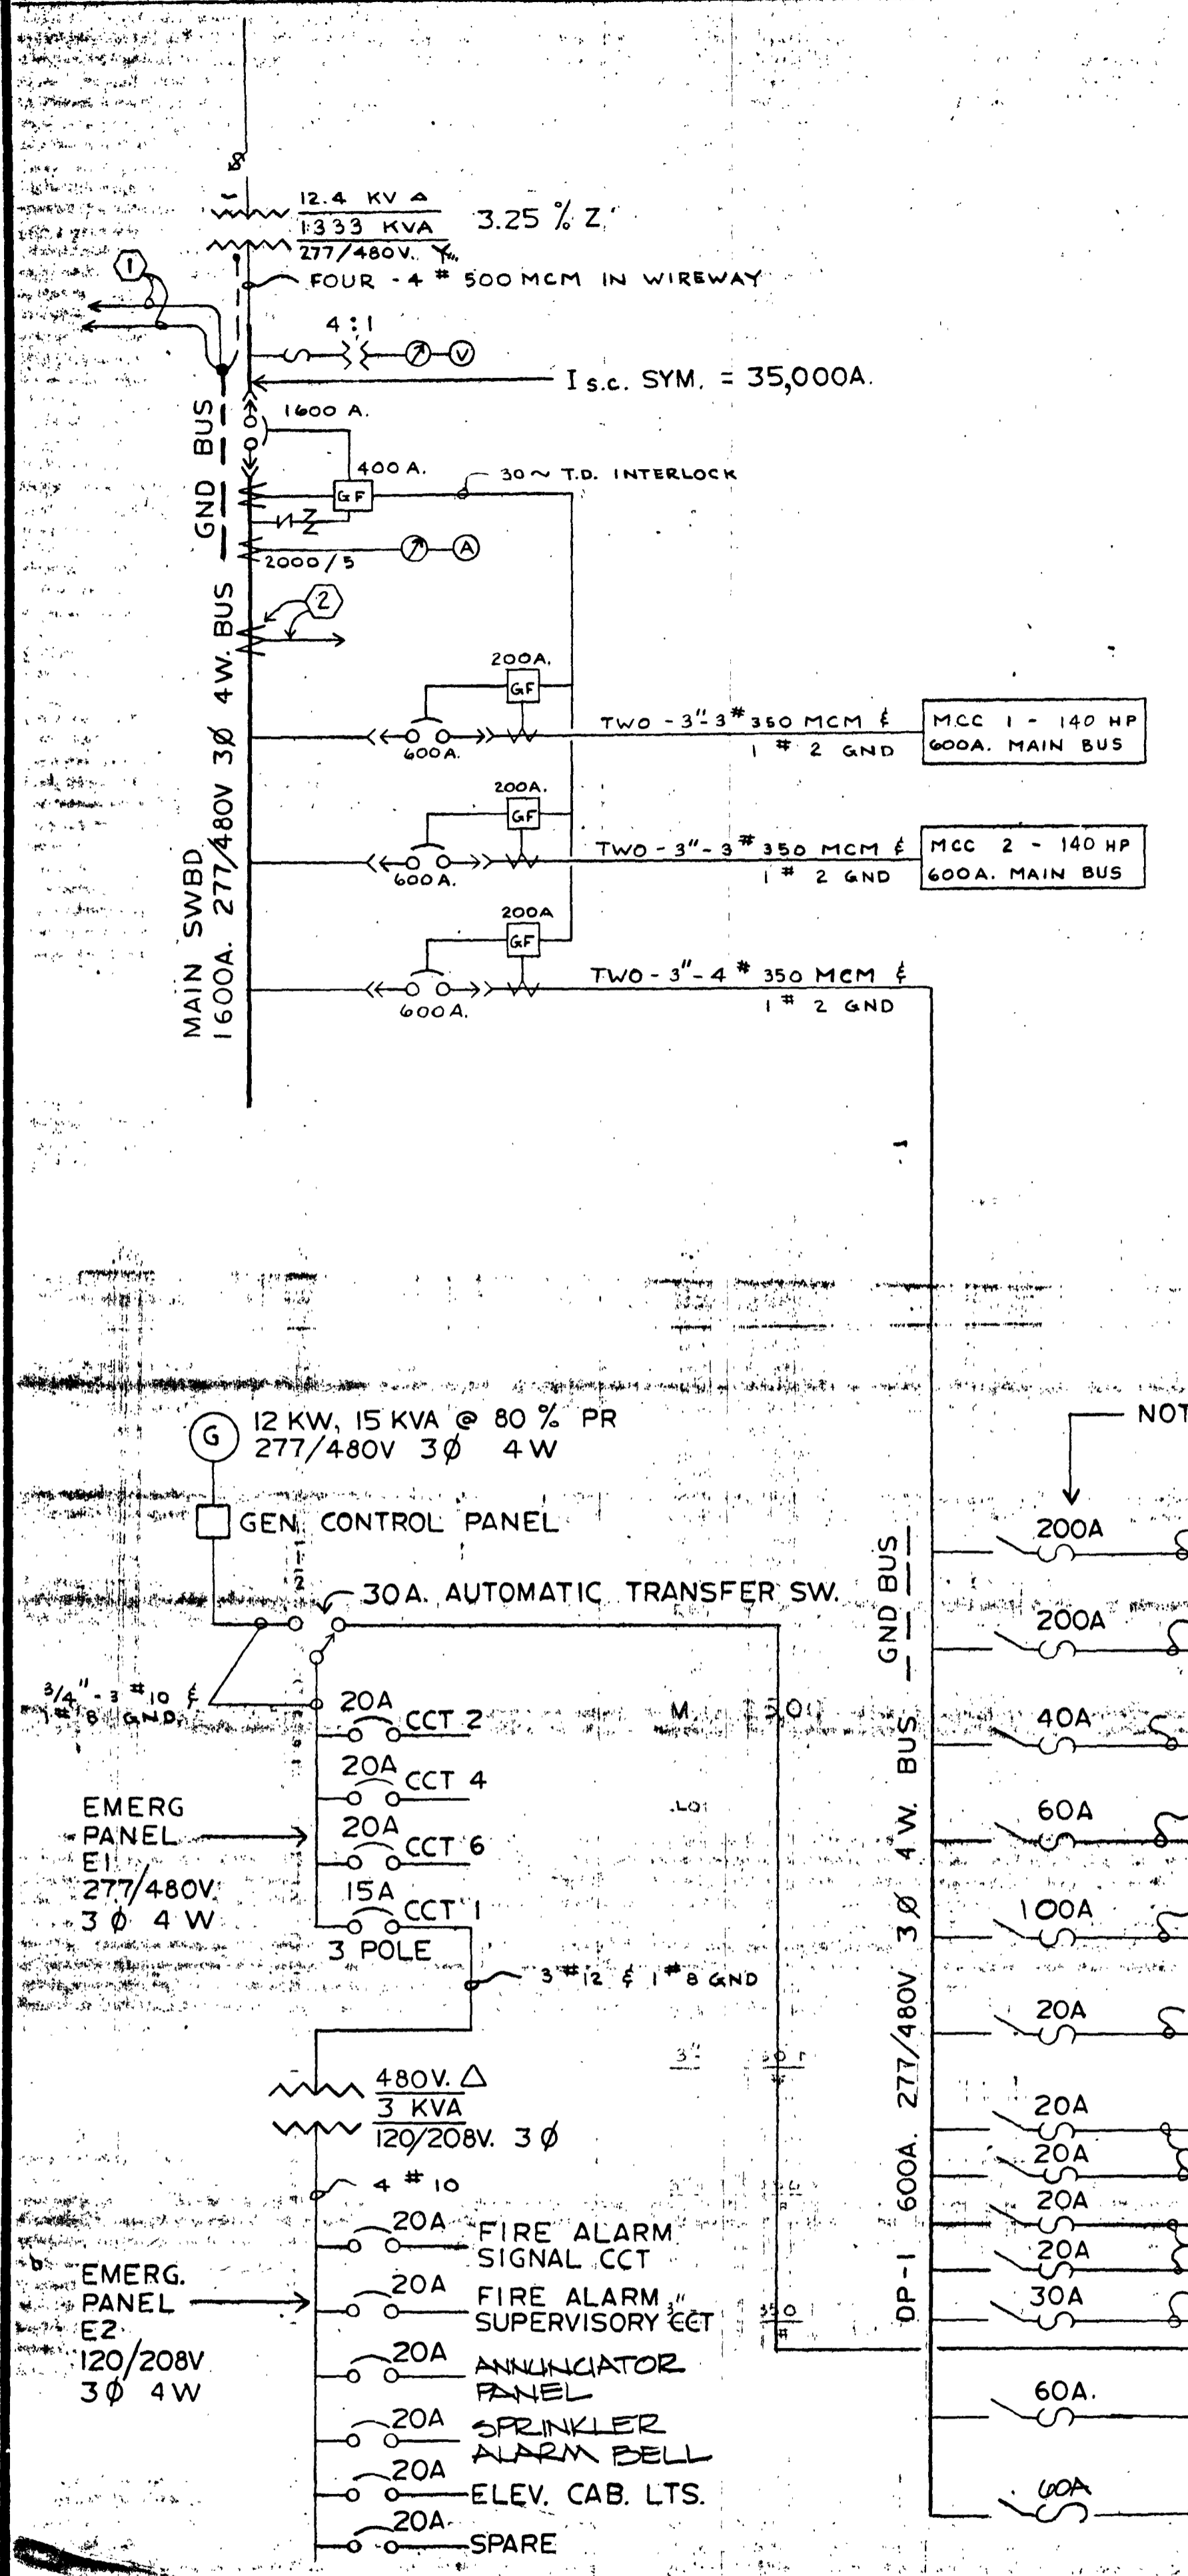 12.4 KV Δ
1333 KVA
277/480V. Y
3.25 % Z
1
FOUR - 4 # 500 MCM IN WIREWAY
4 : 1
V
I s.c. SYM. = 35,000A.
1600 A.
GND BUS
400 A.
GF
30~ T.D. INTERLOCK
2000/5
A
2
MAIN SWBD
1600A. 277/480V 3Ø 4W. BUS
200A.
GF
600A.
TWO - 3"- 3 # 350 MCM &
1 # 2 GND
MCC 1 - 140 HP
600A. MAIN BUS
200A.
GF
600A.
TWO - 3"- 3 # 350 MCM &
1 # 2 GND
MCC 2 - 140 HP
600A. MAIN BUS
200A
GF
600A.
TWO - 3"- 4 # 350 MCM &
1 # 2 GND
G
12 KW, 15 KVA @ 80 % PR
277/480V 3Ø 4W
GEN. CONTROL PANEL
30A. AUTOMATIC TRANSFER SW.
3/4" - 3 #10 &
1 # 8 GND
20A
CCT 2
20A
CCT 4
20A
CCT 6
15A
CCT 1
3 POLE
EMERG
PANEL
E1
277/480V
3Ø 4W
3 #12 & 1 #8 GND
480V. Δ
3 KVA
120/208V. 3Ø
4 # 10
EMERG.
PANEL
E2
120/208V
3Ø 4W
20A FIRE ALARM
SIGNAL CCT
20A FIRE ALARM
SUPERVISORY CCT
20A ANNUNCIATOR
PANEL
20A SPRINKLER
ALARM BELL
20A
ELEV. CAB. LTS.
20A
SPARE
GND BUS
DP-1 600A. 277/480V 3Ø 4W. BUS
NOT
200A
200A
40A
60A
100A
20A
20A
20A
20A
20A
30A
60A.
60A